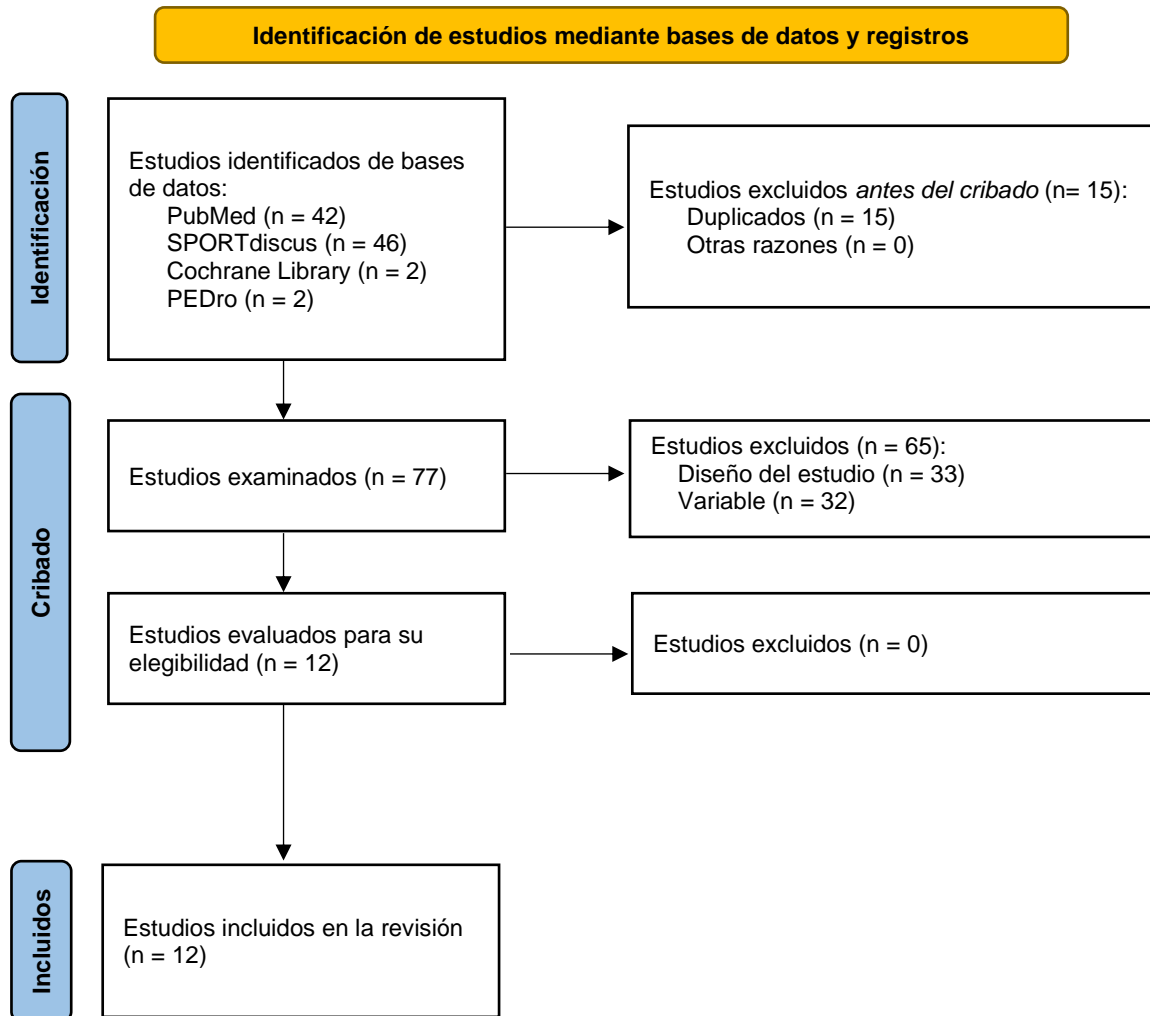 Identificación de estudios mediante bases de datos y registros
Identificación
Estudios identificados de bases
de datos:
PubMed (n = 42)
SPORTdiscus (n = 46)
Cochrane Library (n = 2)
PEDro (n = 2)
Estudios excluidos antes del cribado (n= 15):
Duplicados (n = 15)
Otras razones (n = 0)
Cribado
Estudios examinados (n = 77)
Estudios excluidos (n = 65):
Diseño del estudio (n = 33)
Variable (n = 32)
Estudios evaluados para su
elegibilidad (n = 12)
Estudios excluidos (n = 0)
Incluidos
Estudios incluidos en la revisión
(n = 12)